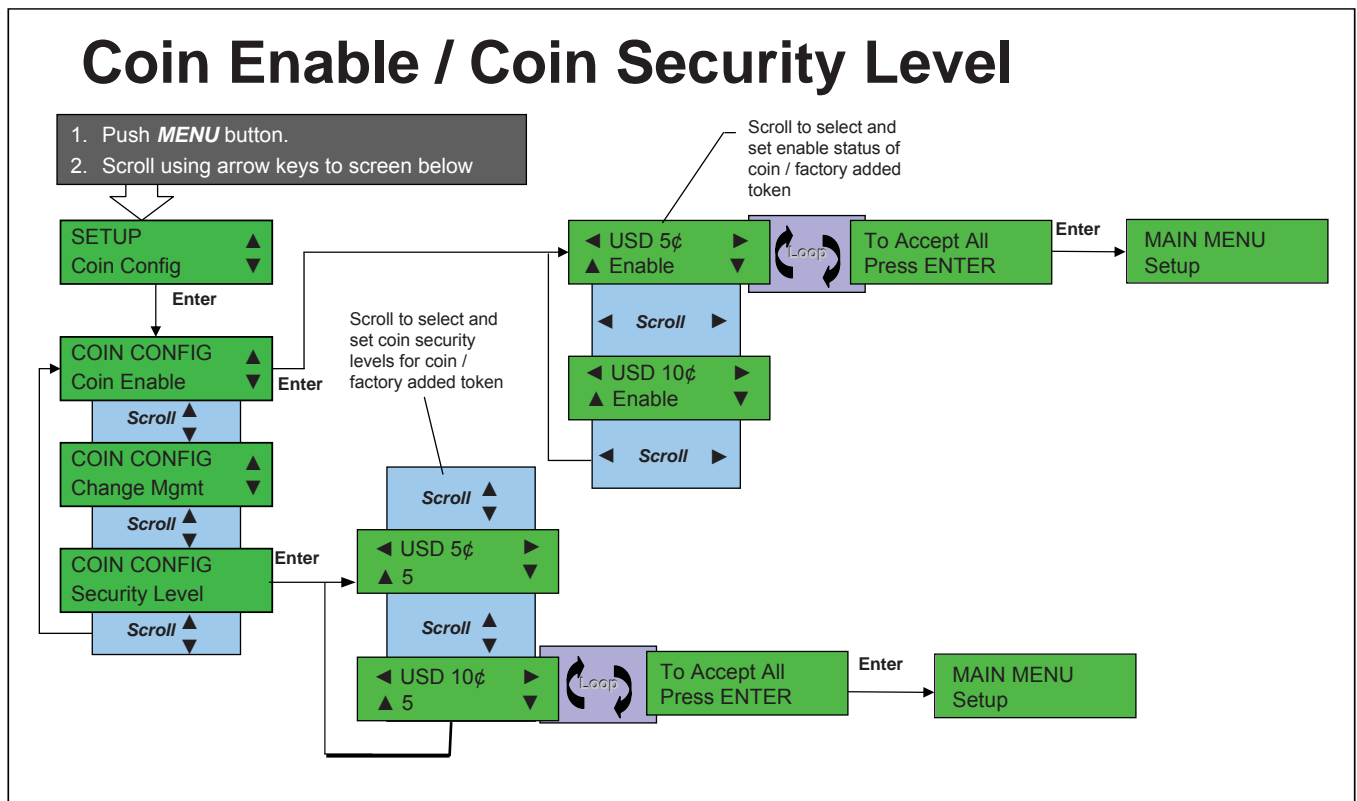 Coin Enable / Coin Security Level
1. Push MENU button.
2. Scroll using arrow keys to screen below
SETUP ▲
Coin Config ▼
Enter
COIN CONFIG ▲
Coin Enable ▼
Enter
Scroll ▲▼
COIN CONFIG ▲
Change Mgmt ▼
Scroll ▲▼
COIN CONFIG
Security Level
Enter
Scroll ▲▼
Scroll to select and
set coin security
levels for coin /
factory added token
Scroll ▲▼
◄ USD 5¢ ►
▲ 5 ▼
Scroll ▲▼
◄ USD 10¢ ►
▲ 5 ▼
Loop
To Accept All
Press ENTER
Enter
MAIN MENU
Setup
Scroll to select and
set enable status of
coin / factory added
token
◄ USD 5¢ ►
▲ Enable ▼
Loop
To Accept All
Press ENTER
Enter
MAIN MENU
Setup
◄ Scroll ►
◄ USD 10¢ ►
▲ Enable ▼
◄ Scroll ►